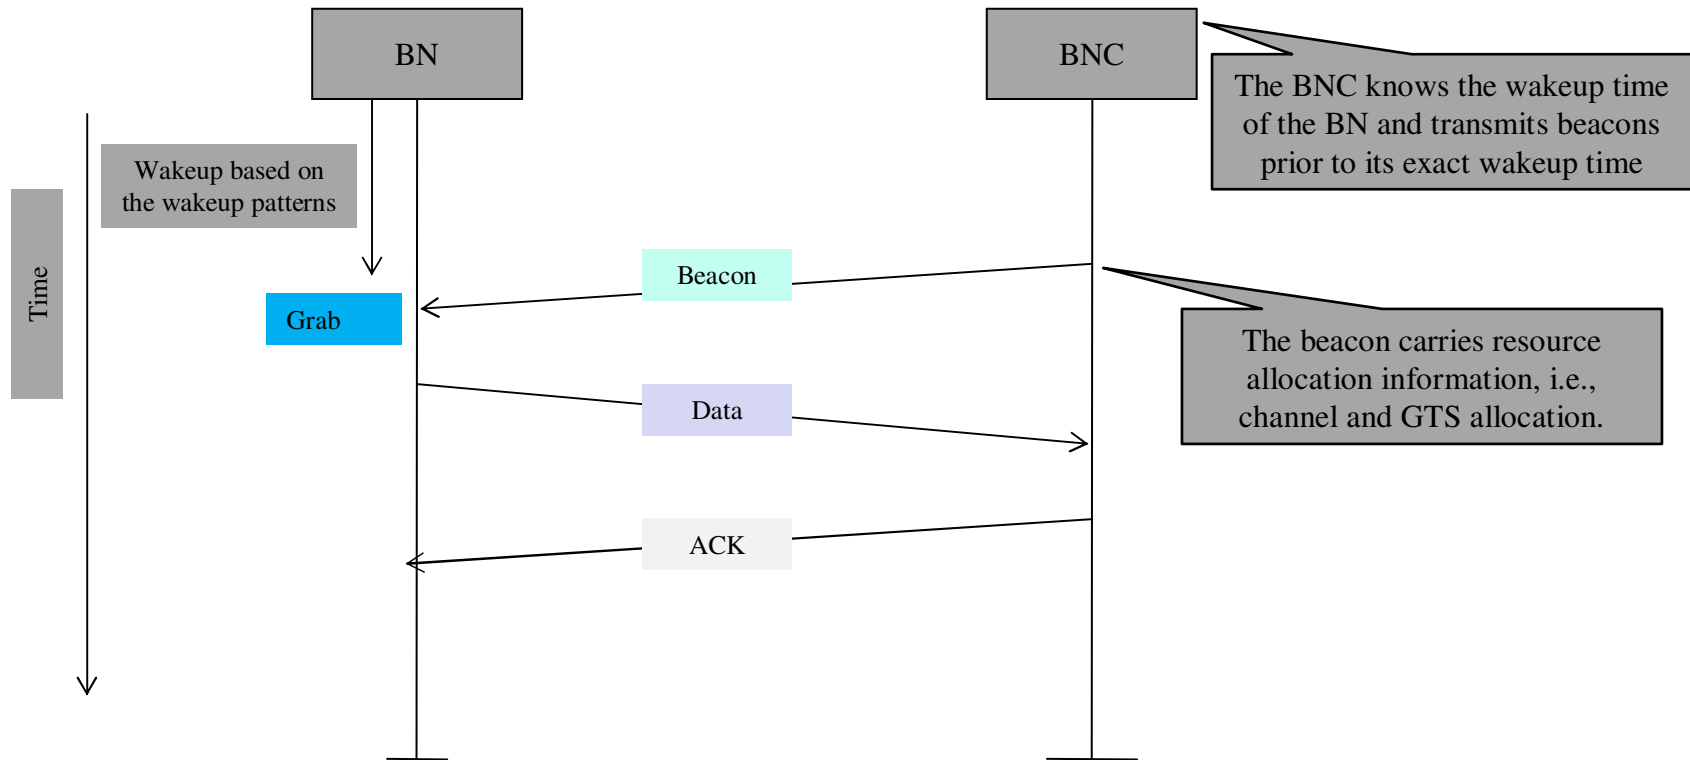 BN
BNC
The BNC knows the wakeup time
of the BN and transmits beacons
prior to its exact wakeup time
Wakeup based on
the wakeup patterns
Time
Beacon
Grab
The beacon carries resource
allocation information, i.e.,
channel and GTS allocation.
Data
ACK